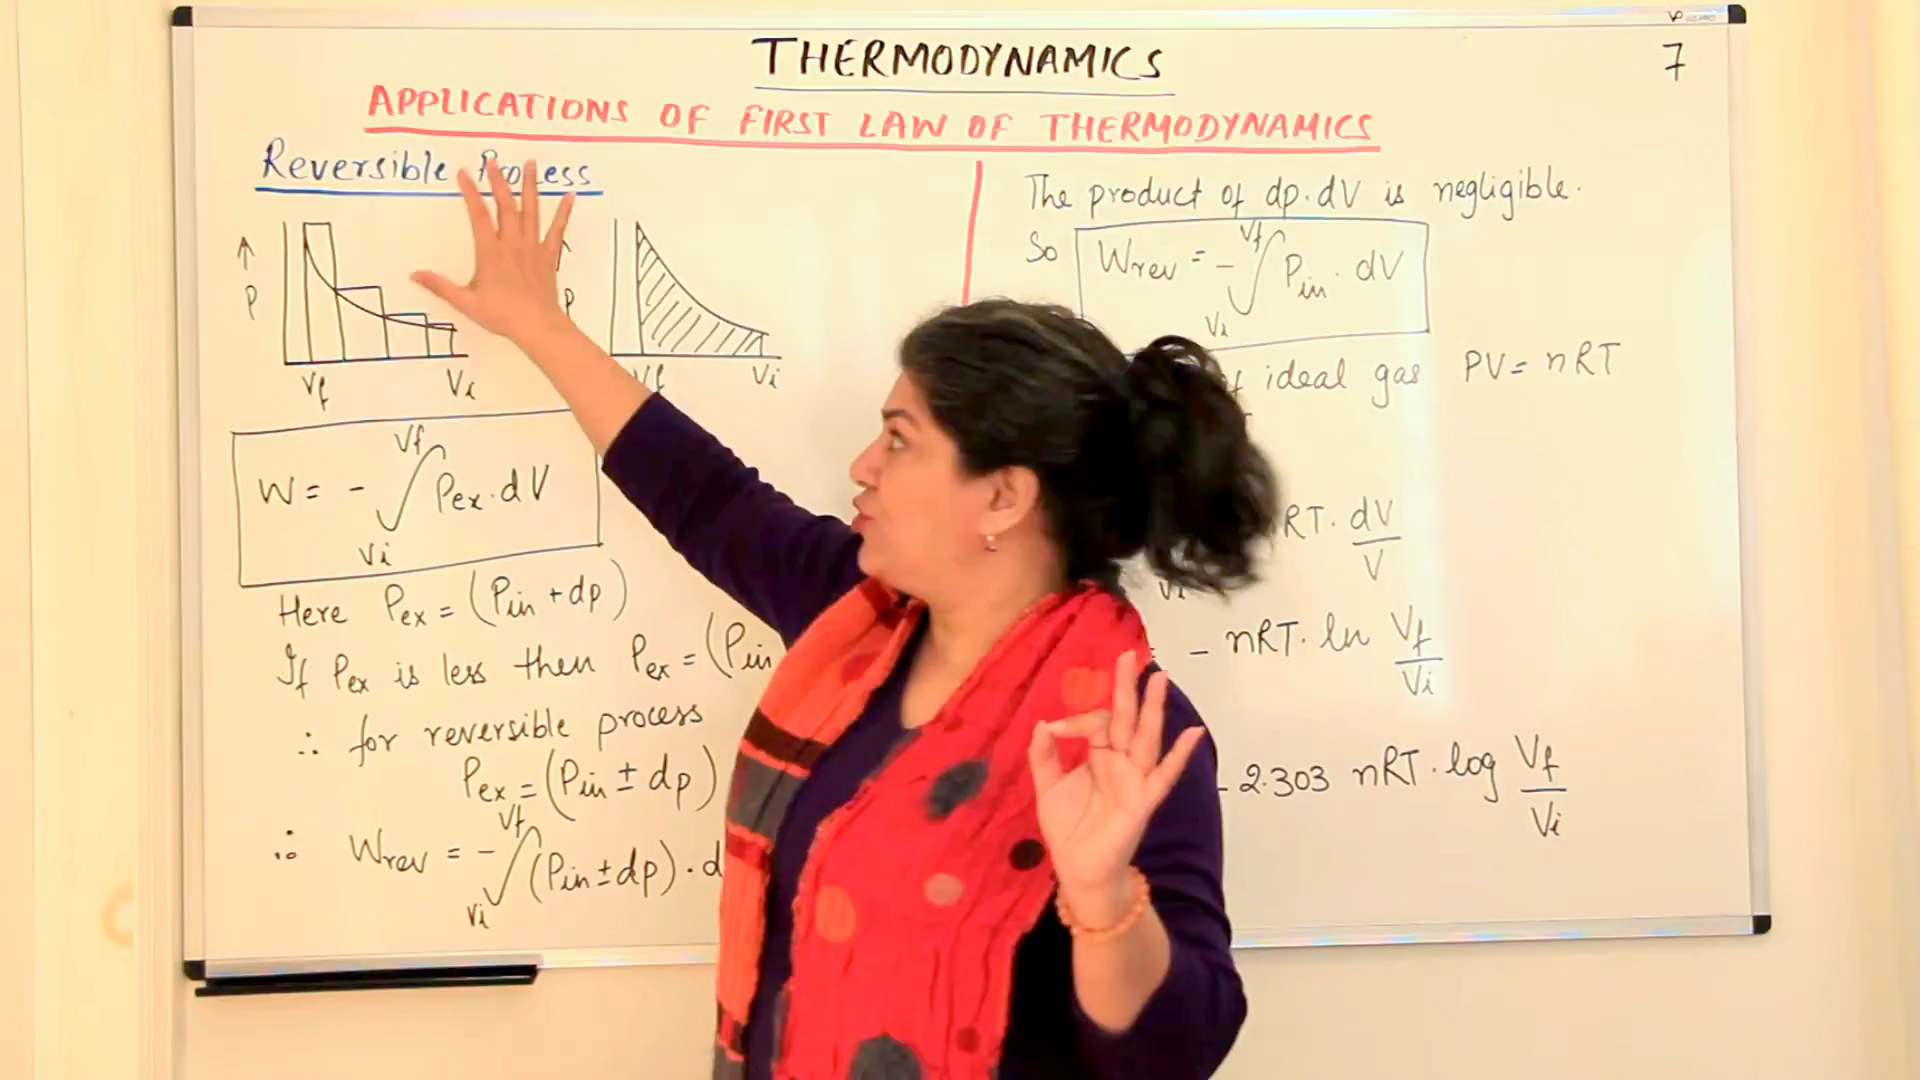 THERMODYNAMICS
7
APPLICATIONS OF FIRST LAW OF THERMODYNAMICS
Reversible Process
↑ P
Vf Vi
↑ P
Vf Vi
W = - ∫ Vi Vf Pex . dV
Here Pex = (Pin + dp)
If Pex is less then Pex = (Pin
∴ for reversible process
Pex = (Pin ± dp)
∴ Wrev = - ∫ Vi Vf (Pin ± dp) . d
The product of dp . dV is negligible.
So Wrev = - ∫ Vi Vf Pin . dV
ideal gas PV = nRT
RT . dV/V
Vi
- nRT . ln Vf/Vi
- 2.303 nRT . log Vf/Vi